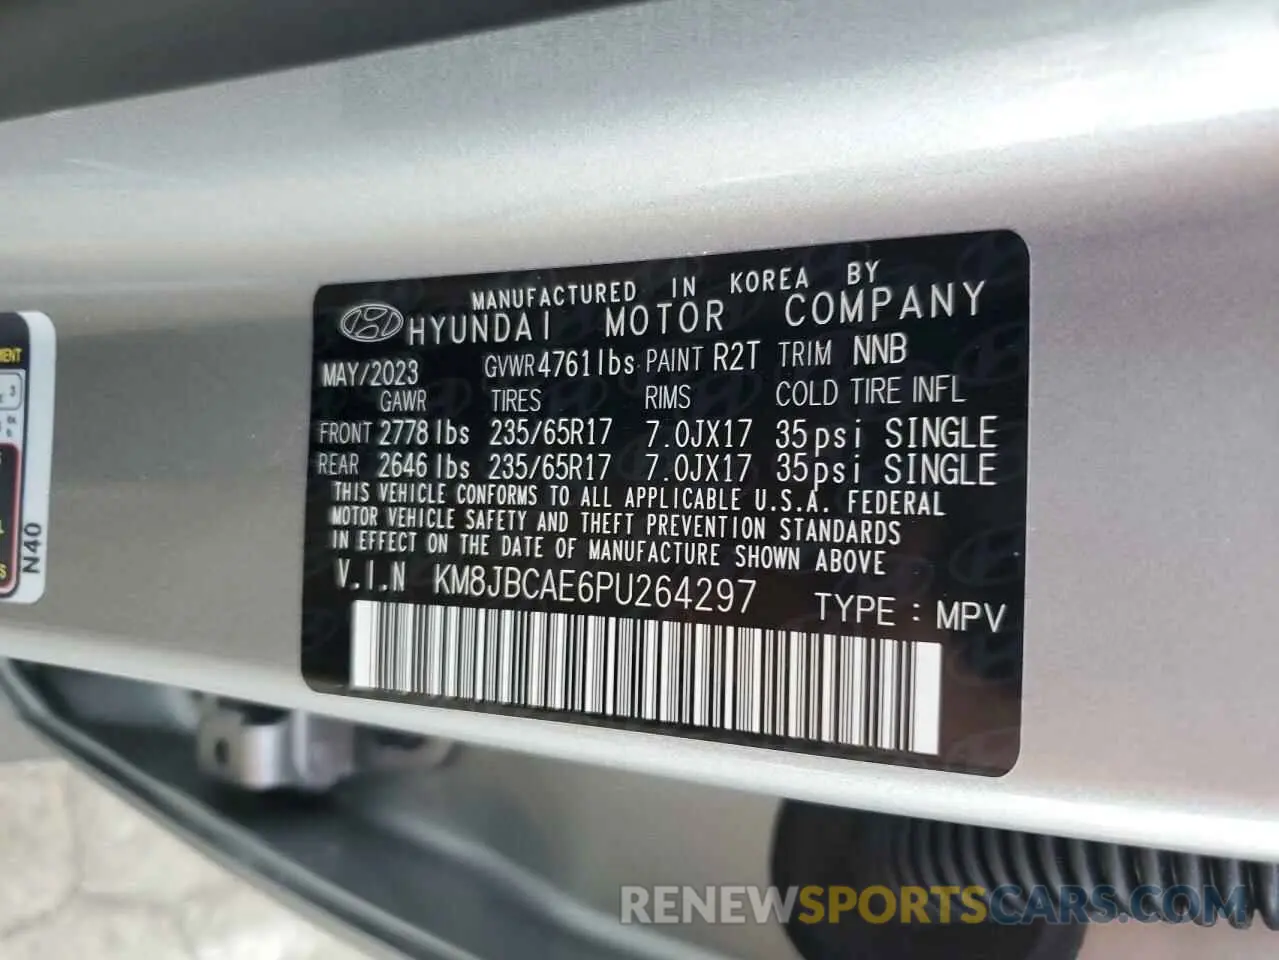 MANUFACTURED IN KOREA BY
HYUNDAI MOTOR COMPANY
MAY/2023 GVWR 4761lbs PAINT R2T TRIM NNB
GAWR TIRES RIMS COLD TIRE INFL
FRONT 2778 lbs 235/65R17 7.0JX17 35psi SINGLE
REAR 2646 lbs 235/65R17 7.0JX17 35psi SINGLE
THIS VEHICLE CONFORMS TO ALL APPLICABLE U.S.A. FEDERAL
MOTOR VEHICLE SAFETY AND THEFT PREVENTION STANDARDS
IN EFFECT ON THE DATE OF MANUFACTURE SHOWN ABOVE
V.I.N KM8JBCAE6PU264297 TYPE : MPV
N40
RENEWSPORTSCARS.COM